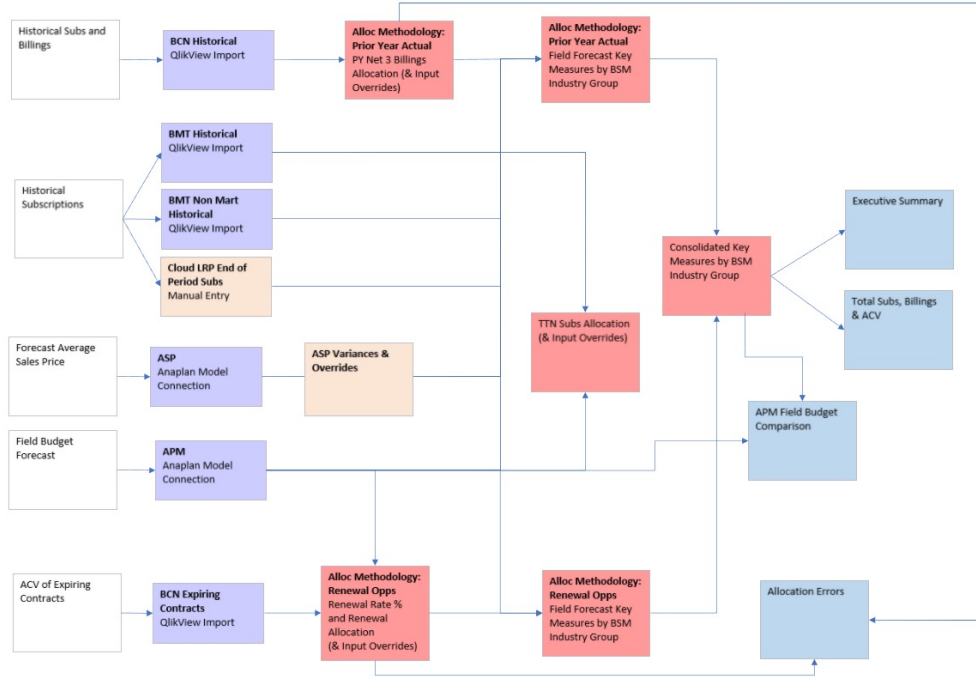 Historical Subs and
Billings
BCN Historical
QlikView Import
Alloc Methodology:
Prior Year Actual
PY Net 3 Billings
Allocation (& Input
Overrides)
Alloc Methodology:
Prior Year Actual
Field Forecast Key
Measures by BSM
Industry Group
BMT Historical
QlikView Import
Historical
Subscriptions
BMT Non Mart
Historical
QlikView Import
Cloud LRP End of
Period Subs
Manual Entry
Executive Summary
Consolidated Key
Measures by BSM
Industry Group
Total Subs, Billings
& ACV
TTN Subs Allocation
(& Input Overrides)
Forecast Average
Sales Price
ASP
Anaplan Model
Connection
ASP Variances &
Overrides
APM Field Budget
Comparison
Field Budget
Forecast
APM
Anaplan Model
Connection
ACV of Expiring
Contracts
BCN Expiring
Contracts
QlikView Import
Alloc Methodology:
Renewal Opps
Renewal Rate %
and Renewal
Allocation
(& Input Overrides)
Alloc Methodology:
Renewal Opps
Field Forecast Key
Measures by BSM
Industry Group
Allocation Errors